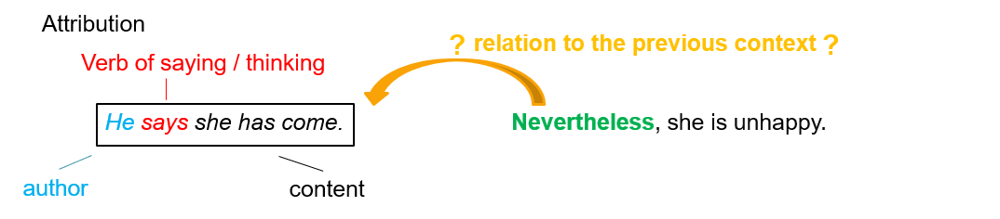 Attribution
? relation to the previous context ?
Verb of saying / thinking
He says she has come.
Nevertheless, she is unhappy.
author
content